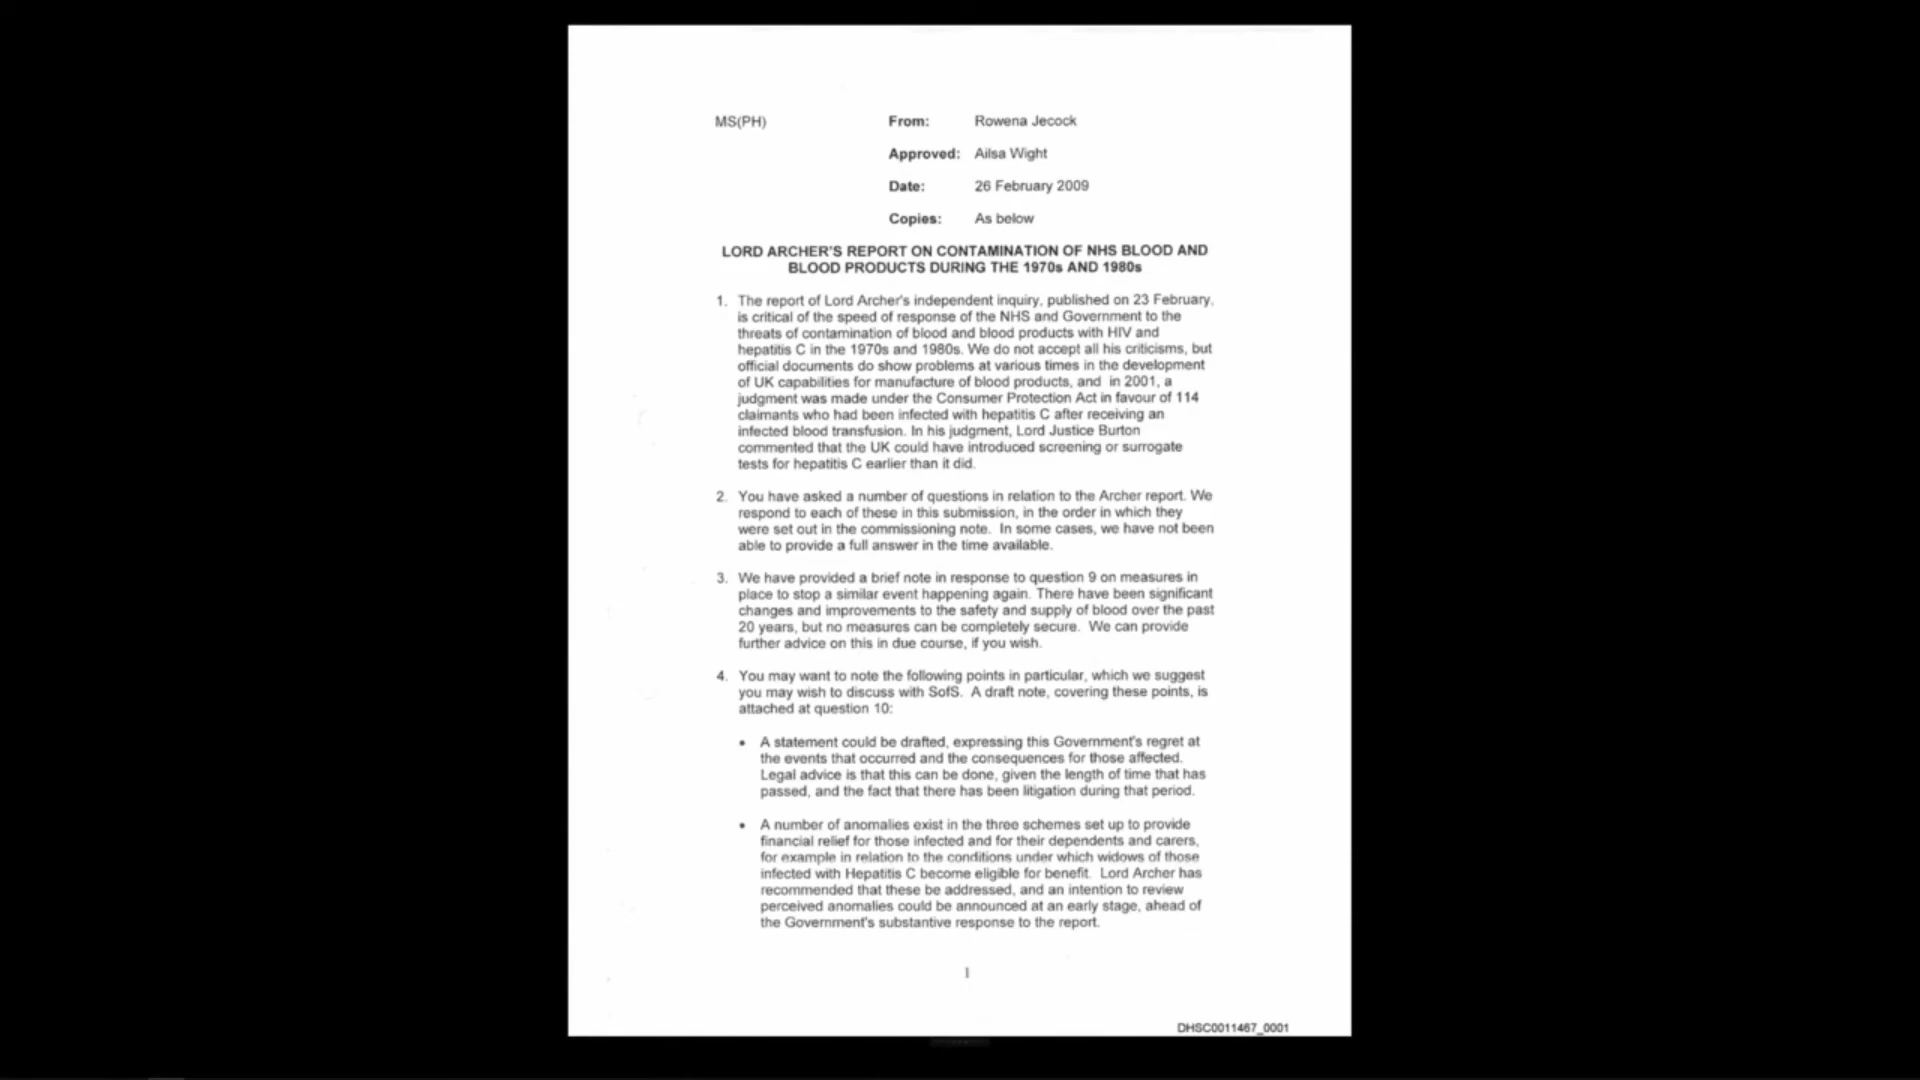 MS(PH)
From: Rowena Jecock
Approved: Ailsa Wight
Date: 26 February 2009
Copies: As below
LORD ARCHER'S REPORT ON CONTAMINATION OF NHS BLOOD AND
BLOOD PRODUCTS DURING THE 1970s AND 1980s
1. The report of Lord Archer's independent inquiry, published on 23 February,
is critical of the speed of response of the NHS and Government to the
threats of contamination of blood and blood products with HIV and
hepatitis C in the 1970s and 1980s. We do not accept all his criticisms, but
official documents do show problems at various times in the development
of UK capabilities for manufacture of blood products, and in 2001, a
judgment was made under the Consumer Protection Act in favour of 114
claimants who had been infected with hepatitis C after receiving an
infected blood transfusion. In his judgment, Lord Justice Burton
commented that the UK could have introduced screening or surrogate
tests for hepatitis C earlier than it did.
2. You have asked a number of questions in relation to the Archer report. We
respond to each of these in this submission, in the order in which they
were set out in the commissioning note. In some cases, we have not been
able to provide a full answer in the time available.
3. We have provided a brief note in response to question 9 on measures in
place to stop a similar event happening again. There have been significant
changes and improvements to the safety and supply of blood over the past
20 years, but no measures can be completely secure. We can provide
further advice on this in due course, if you wish.
4. You may want to note the following points in particular, which we suggest
you may wish to discuss with SofS. A draft note, covering these points, is
attached at question 10:
• A statement could be drafted, expressing this Government's regret at
the events that occurred and the consequences for those affected.
Legal advice is that this can be done, given the length of time that has
passed, and the fact that there has been litigation during that period.
• A number of anomalies exist in the three schemes set up to provide
financial relief for those infected and for their dependents and carers,
for example in relation to the conditions under which widows of those
infected with Hepatitis C become eligible for benefit. Lord Archer has
recommended that these be addressed, and an intention to review
perceived anomalies could be announced at an early stage, ahead of
the Government's substantive response to the report.
1
DHSC0011467_0001